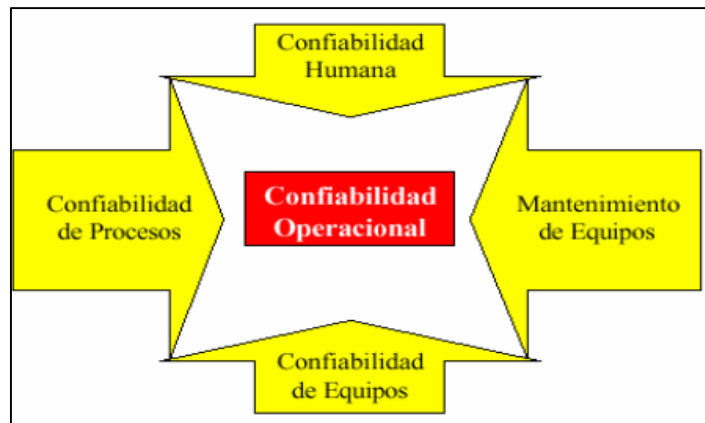 Confiabilidad
Humana
Confiabilidad
de Procesos
Confiabilidad
Operacional
Mantenimiento
de Equipos
Confiabilidad
de Equipos